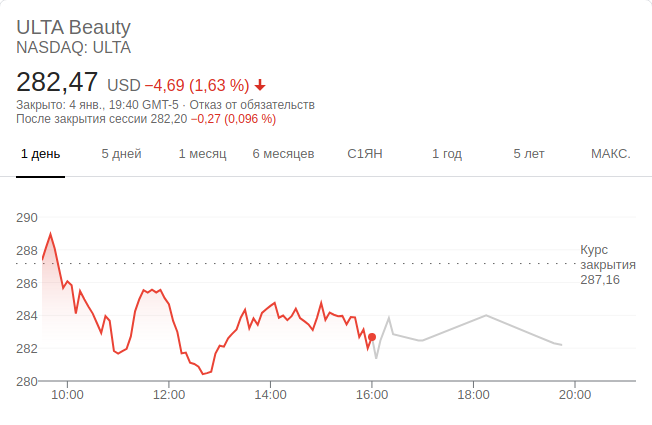 ULTA Beauty
NASDAQ: ULTA
282,47 USD −4,69 (1,63 %)
Закрыто: 4 янв., 19:40 GMT-5 · Отказ от обязательств
После закрытия сессии 282,20 −0,27 (0,096 %)
1 день 5 дней 1 месяц 6 месяцев С1ЯН 1 год 5 лет МАКС.
290
288
286
284
282
280
Курс
закрытия
287,16
10:00 12:00 14:00 16:00 18:00 20:00